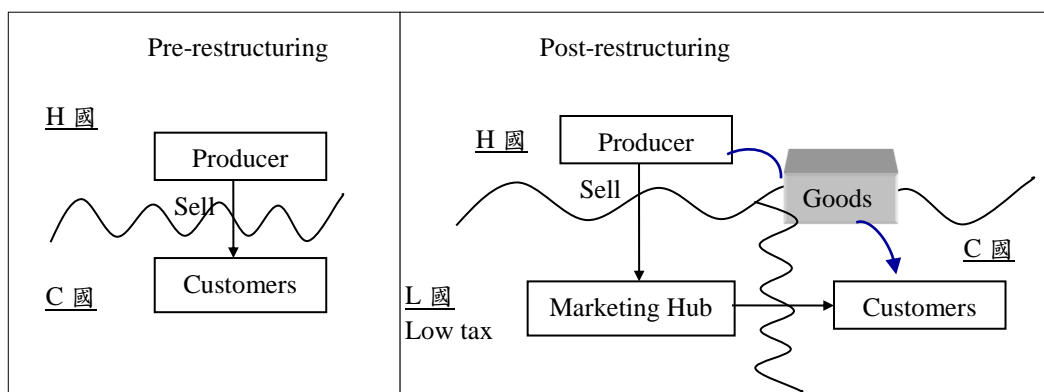 Pre-restructuring
H 國
Producer
Sell
Customers
C 國
Post-restructuring
H 國
Producer
Sell
Goods
C 國
L 國
Low tax
Marketing Hub
Customers